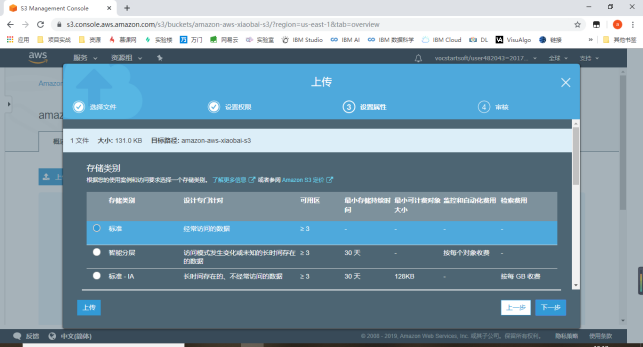 S3 Management Console
s3.console.aws.amazon.com/s3/buckets/amazon-aws-xiaobai-s3/?region=us-east-1&tab=overview
应用 项目实战 资源 慕课网 实验楼 万门 网易云 实验室 IBM Studio IBM AI IBM 数据科学 IBM Cloud DL VisuAlgo 链接 其他书签
aws 服务 资源组 vocstartsoft/user482043=2017... 全球 支持
Amazon
上传
1 选择文件 设置权限 3 设置属性 4 审核
1 文件 大小: 131.0 KB 目标路径: amazon-aws-xiaobai-s3
存储类别
根据您的使用案例和访问要求选择一个存储类别。 了解更多信息 或者参阅 Amazon S3 定价
存储类别 设计专门针对 可用区 最小存储持续时间 最小可计费对象大小 监控和自动化费用 检索费用
标准 经常访问的数据 ≥ 3 - - - -
智能分层 访问模式发生变化或未知的长时间存在的数据 ≥ 3 30 天 - 按每个对象收费 -
标准 - IA 长时间存在的、不经常访问的数据 ≥ 3 30 天 128KB - 按每 GB 收费
上传 上一步 下一步
反馈 中文(简体) © 2008 - 2019, Amazon Web Services, Inc. 或其子公司。保留所有权利。 隐私策略 使用条款